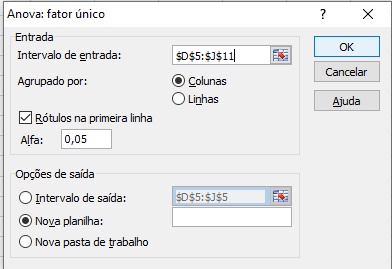 Anova: fator único
Entrada
Intervalo de entrada: $D$5:$J$11
Agrupado por: Colunas
Linhas
Rótulos na primeira linha
Alfa: 0,05
Opções de saída
Intervalo de saída: $D$5:$J$5
Nova planilha:
Nova pasta de trabalho
OK
Cancelar
Ajuda